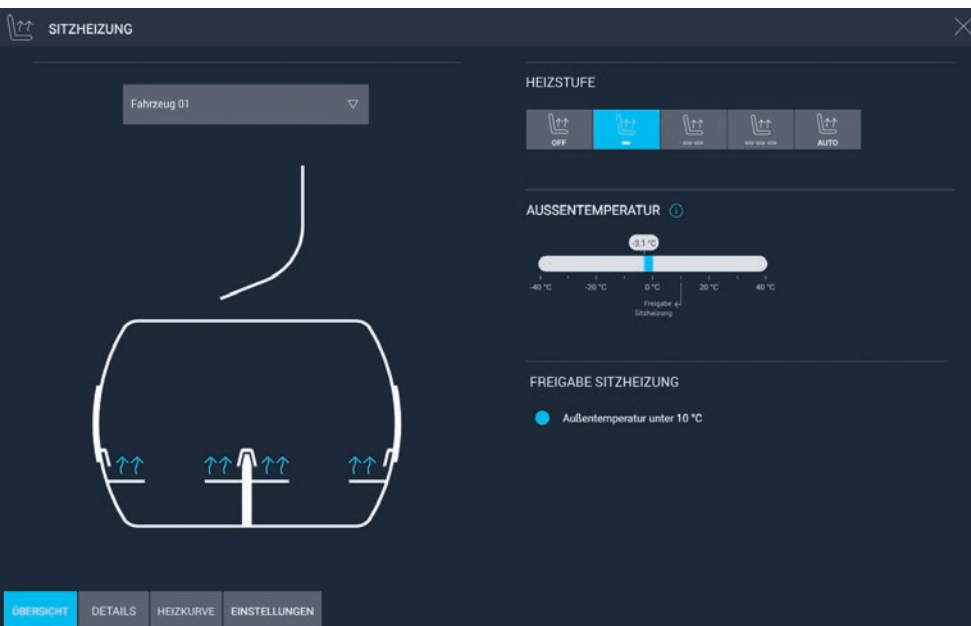 SITZHEIZUNG
Fahrzeug 01
HEIZSTUFE
OFF
AUTO
AUSSENTEMPERATUR
-3.1 °C
-40 °C -20 °C 0 °C 20 °C 40 °C
Freigabe
Sitzheizung
FREIGABE SITZHEIZUNG
Außentemperatur unter 10 °C
ÜBERSICHT DETAILS HEIZKURVE EINSTELLUNGEN